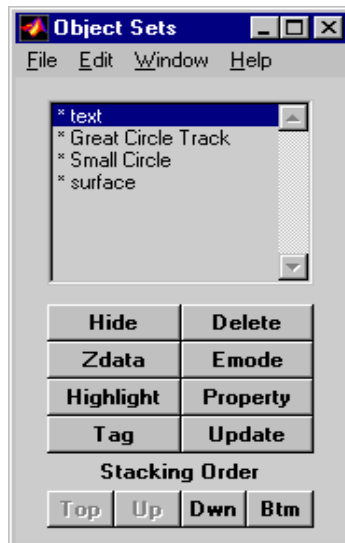 Object Sets
File Edit Window Help
* text
* Great Circle Track
* Small Circle
* surface
Hide Delete
Zdata Emode
Highlight Property
Tag Update
Stacking Order
Top Up Dwn Btm